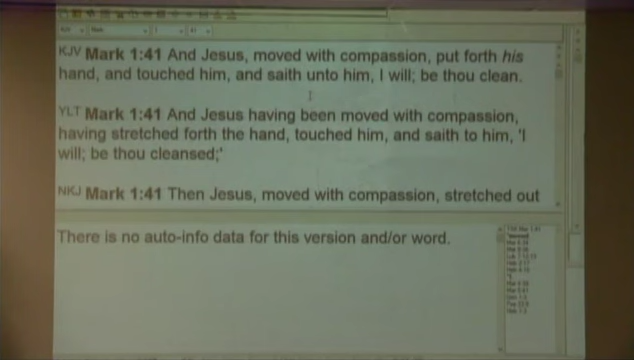 KJV Mark 1:41 And Jesus, moved with compassion, put forth his
hand, and touched him, and saith unto him, I will; be thou clean.
YLT Mark 1:41 And Jesus having been moved with compassion,
having stretched forth the hand, touched him, and saith to him, 'I
will; be thou cleansed;'
NKJ Mark 1:41 Then Jesus, moved with compassion, stretched out
There is no auto-info data for this version and/or word.